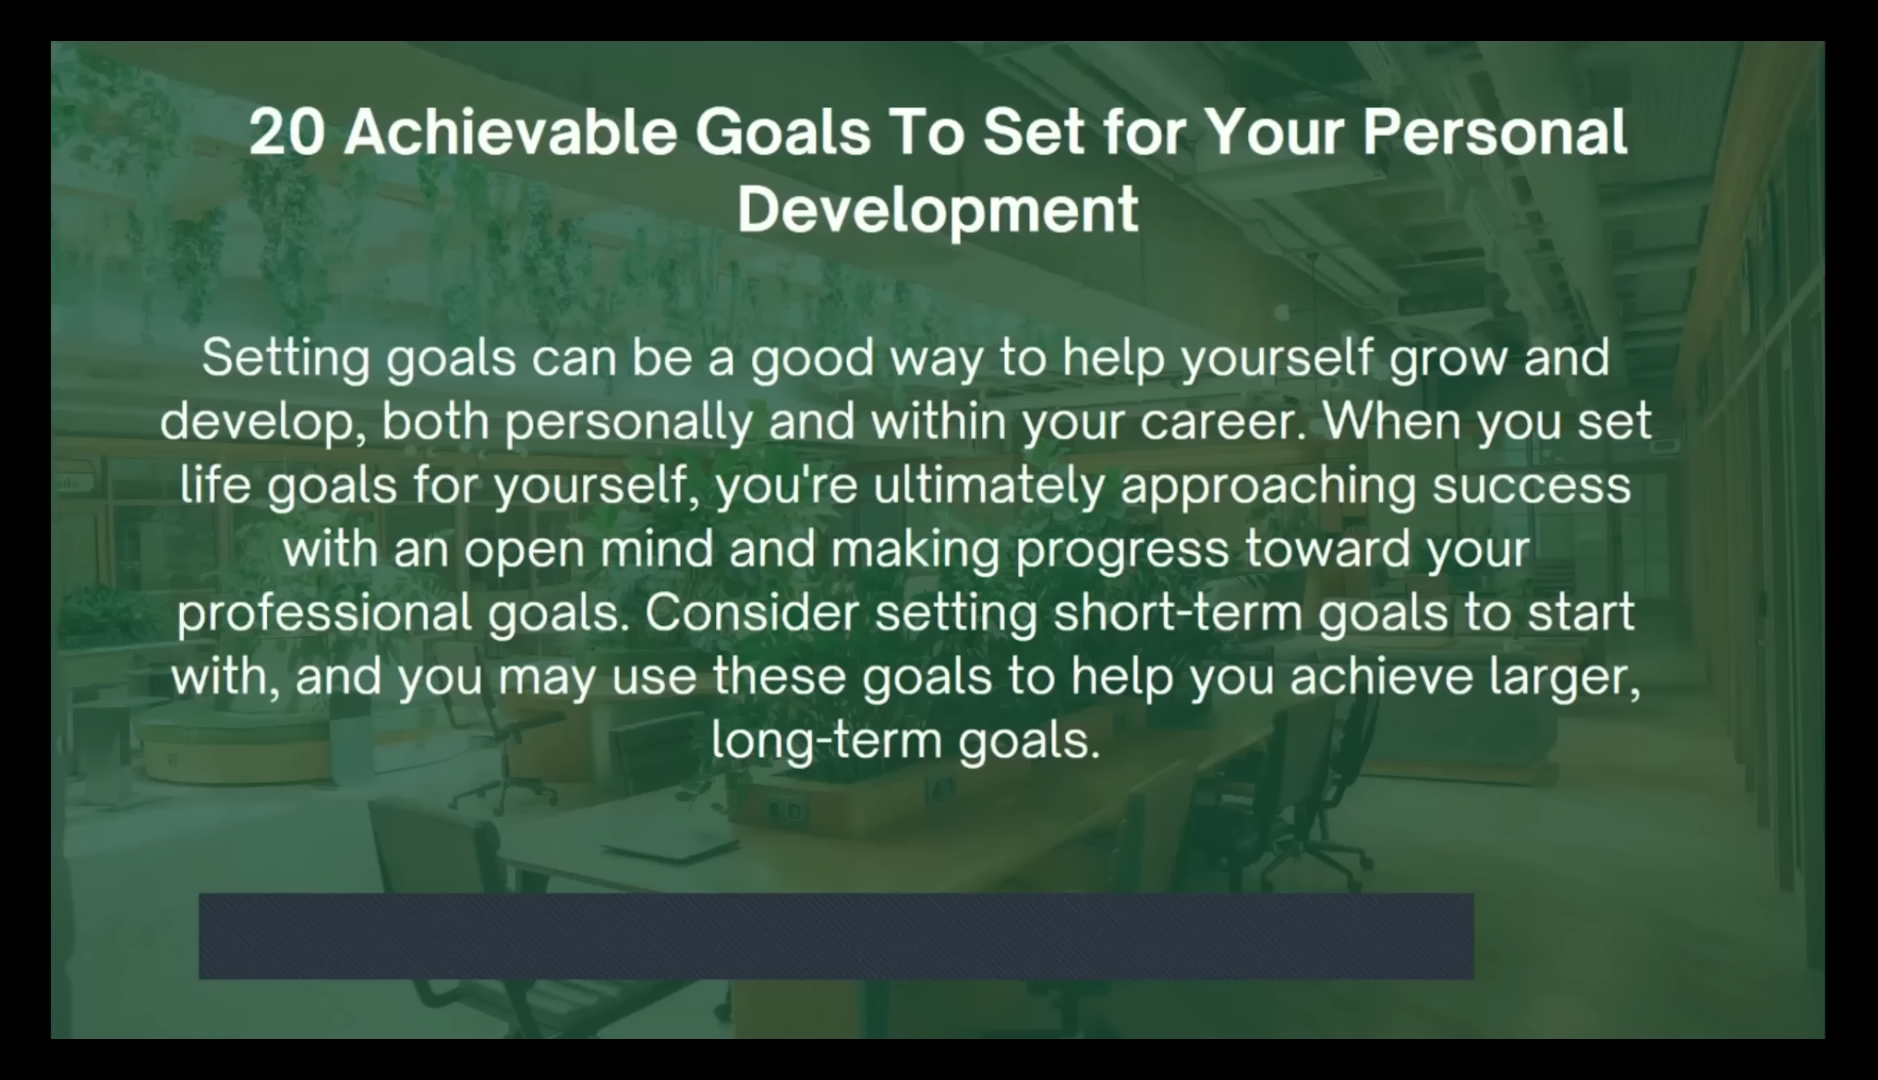 20 Achievable Goals To Set for Your Personal
Development
Setting goals can be a good way to help yourself grow and
develop, both personally and within your career. When you set
life goals for yourself, you're ultimately approaching success
with an open mind and making progress toward your
professional goals. Consider setting short-term goals to start
with, and you may use these goals to help you achieve larger,
long-term goals.